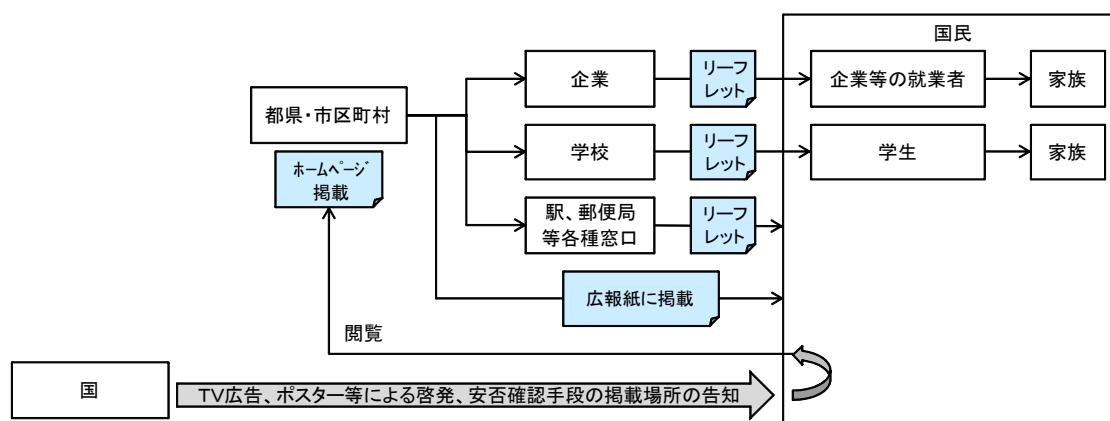 国民
企業
リーフ
レット
企業等の就業者
家族
都県・市区町村
学校
リーフ
レット
学生
家族
ホームページ
掲載
駅、郵便局
等各種窓口
リーフ
レット
広報紙に掲載
閲覧
国
TV広告、ポスター等による啓発、安否確認手段の掲載場所の告知